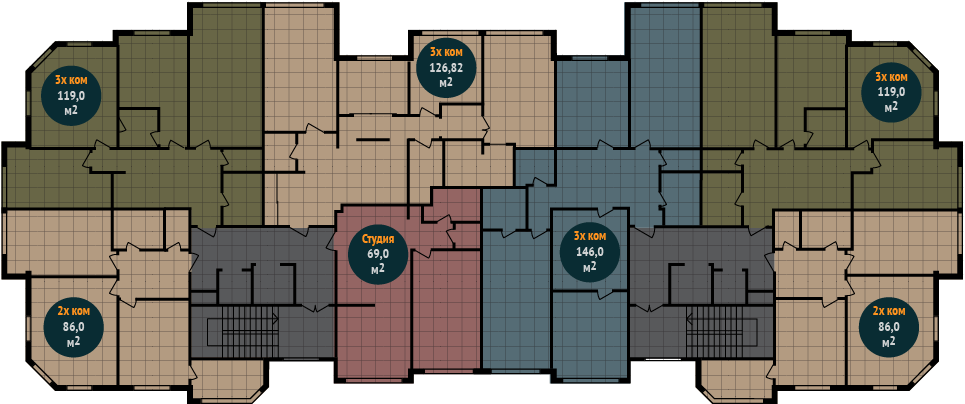 3х ком
126,82
м2
3х ком
119,0
м2
3х ком
119,0
м2
Студия
69,0
м2
3х ком
146,0
м2
2х ком
86,0
м2
2х ком
86,0
м2